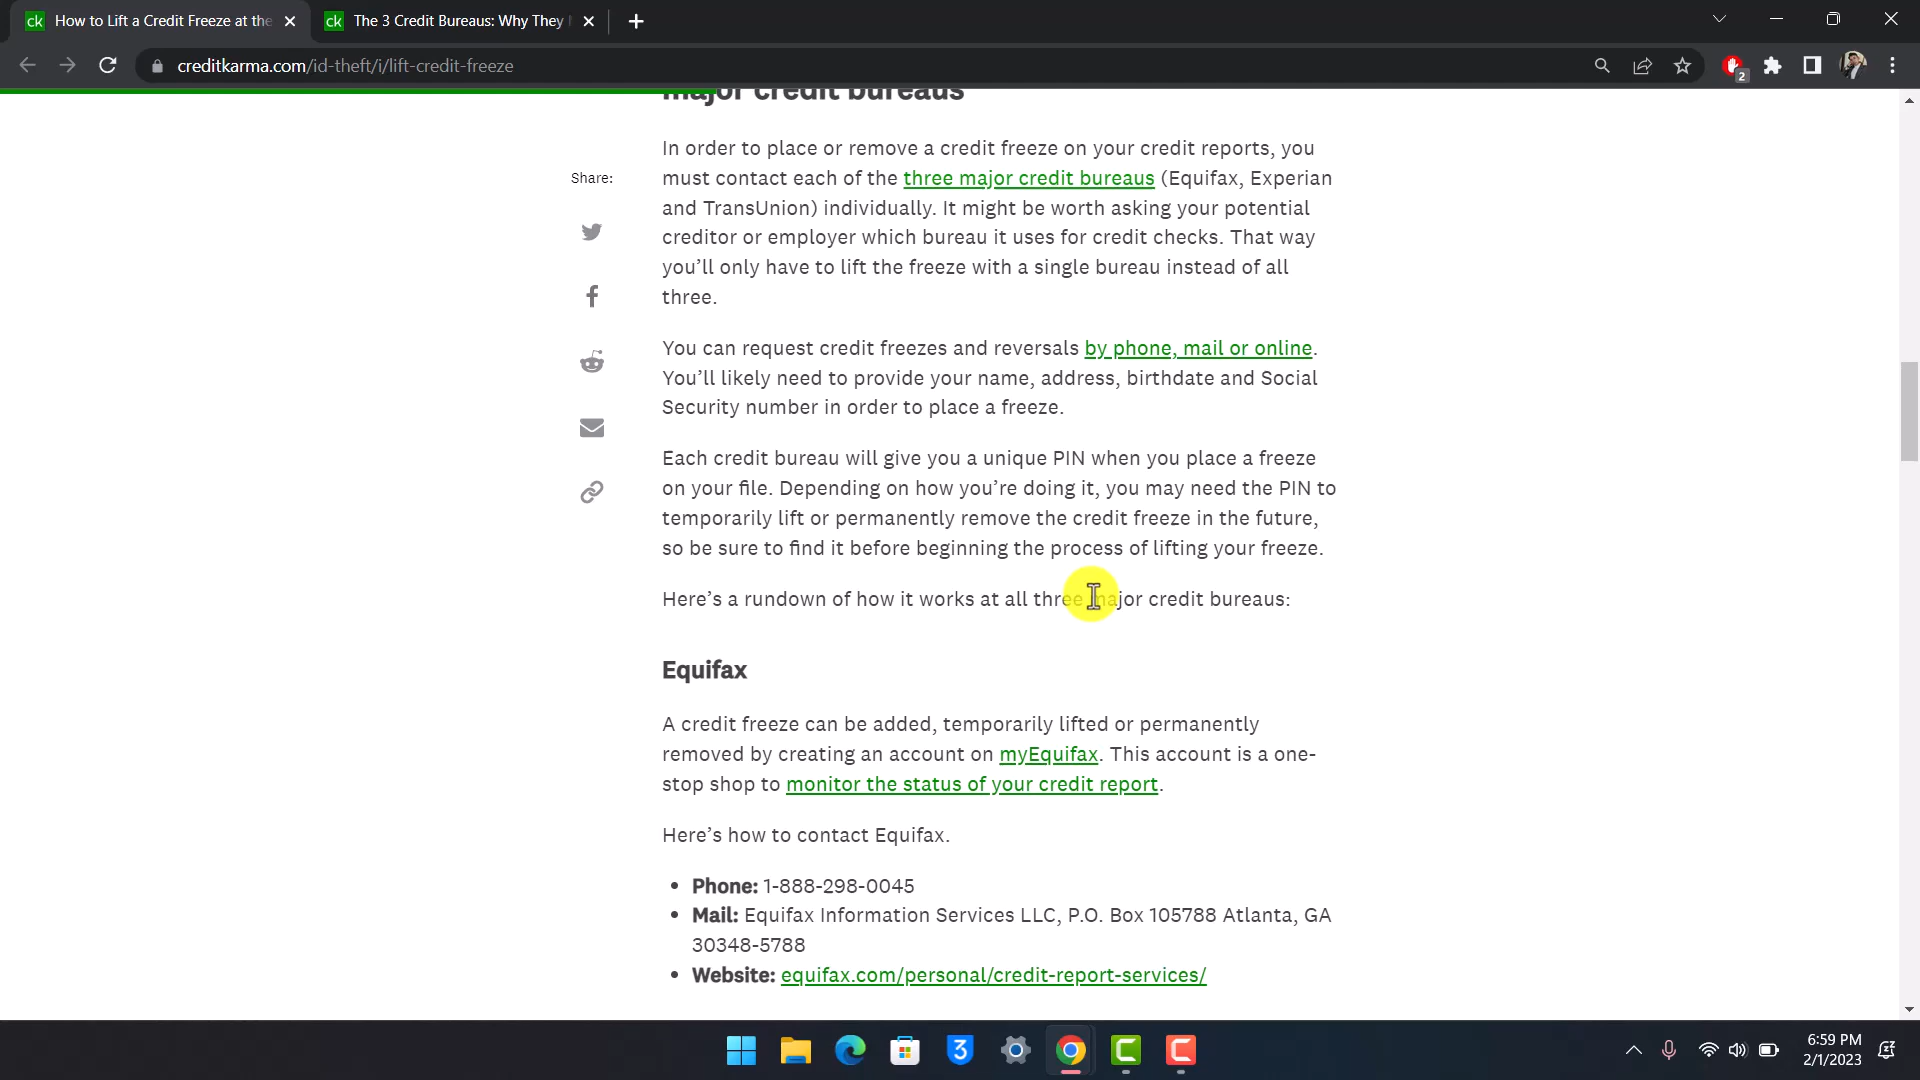 ck How to Lift a Credit Freeze at the
ck The 3 Credit Bureaus: Why They
creditkarma.com/id-theft/i/lift-credit-freeze
2
major credit bureaus
In order to place or remove a credit freeze on your credit reports, you
must contact each of the three major credit bureaus (Equifax, Experian
and TransUnion) individually. It might be worth asking your potential
creditor or employer which bureau it uses for credit checks. That way
you’ll only have to lift the freeze with a single bureau instead of all
three.
Share:
You can request credit freezes and reversals by phone, mail or online.
You’ll likely need to provide your name, address, birthdate and Social
Security number in order to place a freeze.
Each credit bureau will give you a unique PIN when you place a freeze
on your file. Depending on how you’re doing it, you may need the PIN to
temporarily lift or permanently remove the credit freeze in the future,
so be sure to find it before beginning the process of lifting your freeze.
Here’s a rundown of how it works at all three major credit bureaus:
Equifax
A credit freeze can be added, temporarily lifted or permanently
removed by creating an account on myEquifax. This account is a one-
stop shop to monitor the status of your credit report.
Here’s how to contact Equifax.
• Phone: 1-888-298-0045
• Mail: Equifax Information Services LLC, P.O. Box 105788 Atlanta, GA
30348-5788
• Website: equifax.com/personal/credit-report-services/
3
6:59 PM
2/1/2023